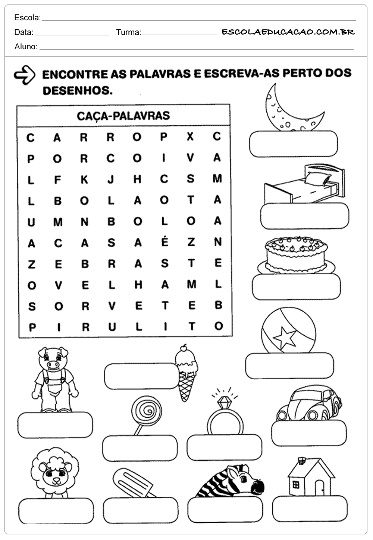 Escola:
Data: Turma: ESCOLAEDUCACAO.COM.BR
Aluno:
ENCONTRE AS PALAVRAS E ESCREVA-AS PERTO DOS
DESENHOS.
CAÇA-PALAVRAS
C A R R O P X C
P O R C O I V A
L F K J H C S M
L B O L A O T A
U M N B O L O A
A C A S A É Z N
Z E B R A S T E
O V E L H A M L
S O R V E T E B
P I R U L I T O